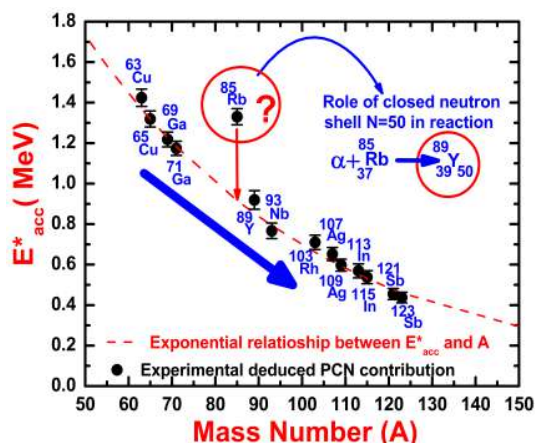 1.8
1.6
1.4
1.2
1.0
0.8
0.6
0.4
0.2
0.0
E*acc( MeV)
63
Cu
65
Cu
69
Ga
71
Ga
85
Rb
?
Role of closed neutron
shell N=50 in reaction
α+ 85 37 Rb 89 39 Y 50
89
Y
93
Nb
103
Rh
107
Ag
109
Ag
113
In
115
In
121
Sb
123
Sb
Exponential relatioship between E*acc and A
Experimental deduced PCN contribution
50 60 70 80 90 100 110 120 130 140 150
Mass Number (A)